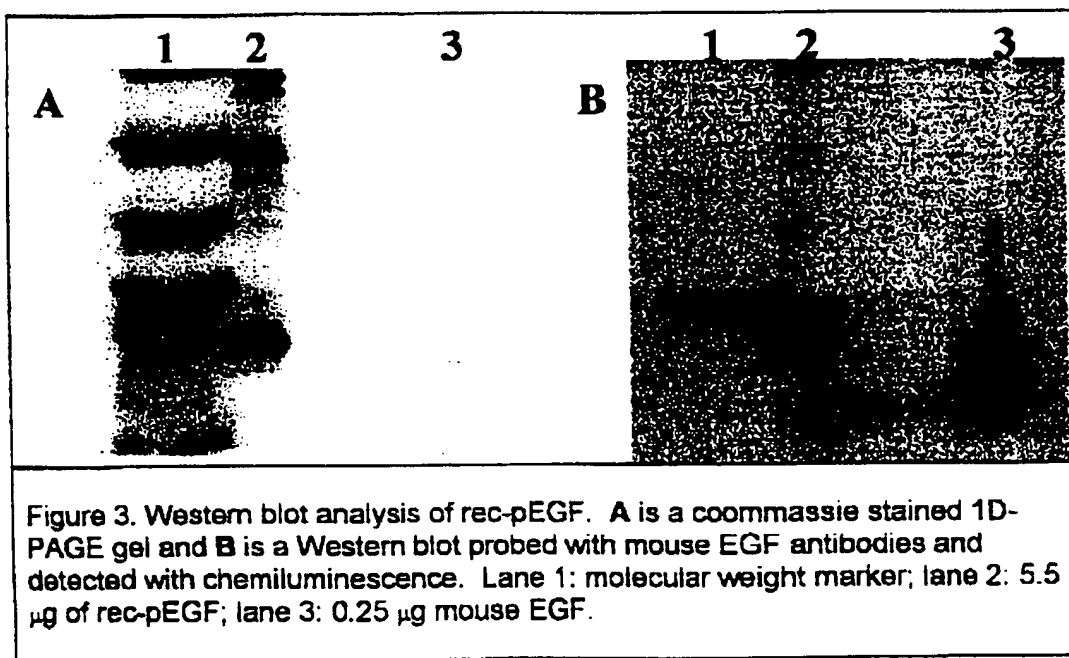 1 2 3 1 2 3
A B
Figure 3. Western blot analysis of rec-pEGF. A is a coommassie stained 1D-
PAGE gel and B is a Western blot probed with mouse EGF antibodies and
detected with chemiluminescence. Lane 1: molecular weight marker; lane 2: 5.5
μg of rec-pEGF; lane 3: 0.25 μg mouse EGF.